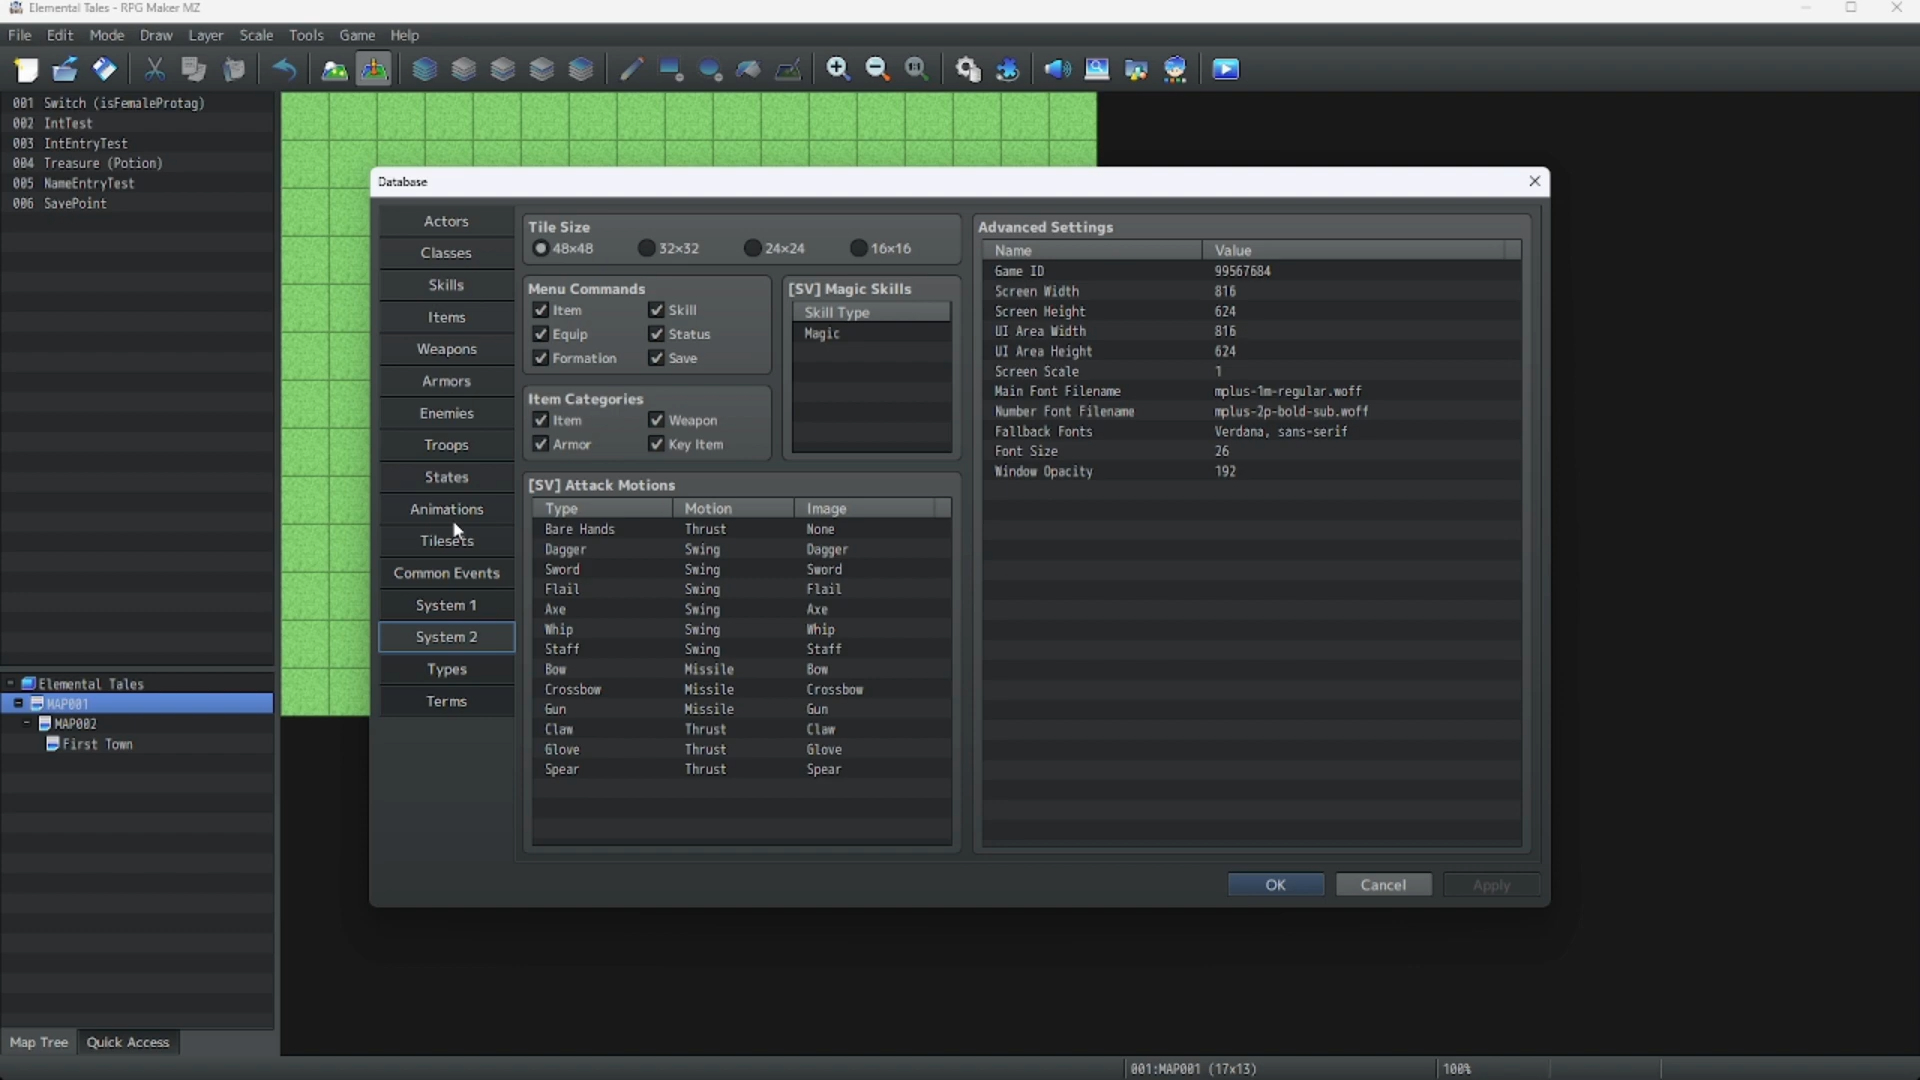 Elemental Tales - RPG Maker MZ
File Edit Mode Draw Layer Scale Tools Game Help
001 Switch (isFemaleProtag)
002 IntTest
003 IntEntryTest
004 Treasure (Potion)
005 NameEntryTest
006 SavePoint
Elemental Tales
MAP001
MAP002
First Town
Map Tree Quick Access
Database
Actors
Classes
Skills
Items
Weapons
Armors
Enemies
Troops
States
Animations
Tilesets
Common Events
System 1
System 2
Types
Terms
Tile Size
48×48 32×32 24×24 16×16
Menu Commands
Item Skill
Equip Status
Formation Save
[SV] Magic Skills
Skill Type
Magic
Item Categories
Item Weapon
Armor Key Item
[SV] Attack Motions
Type Motion Image
Bare Hands Thrust None
Dagger Swing Dagger
Sword Swing Sword
Flail Swing Flail
Axe Swing Axe
Whip Swing Whip
Staff Swing Staff
Bow Missile Bow
Crossbow Missile Crossbow
Gun Missile Gun
Claw Thrust Claw
Glove Thrust Glove
Spear Thrust Spear
Advanced Settings
Name Value
Game ID 99567684
Screen Width 816
Screen Height 624
UI Area Width 816
UI Area Height 624
Screen Scale 1
Main Font Filename mplus-1m-regular.woff
Number Font Filename mplus-2p-bold-sub.woff
Fallback Fonts Verdana, sans-serif
Font Size 26
Window Opacity 192
OK Cancel Apply
001:MAP001 (17x13) 100%